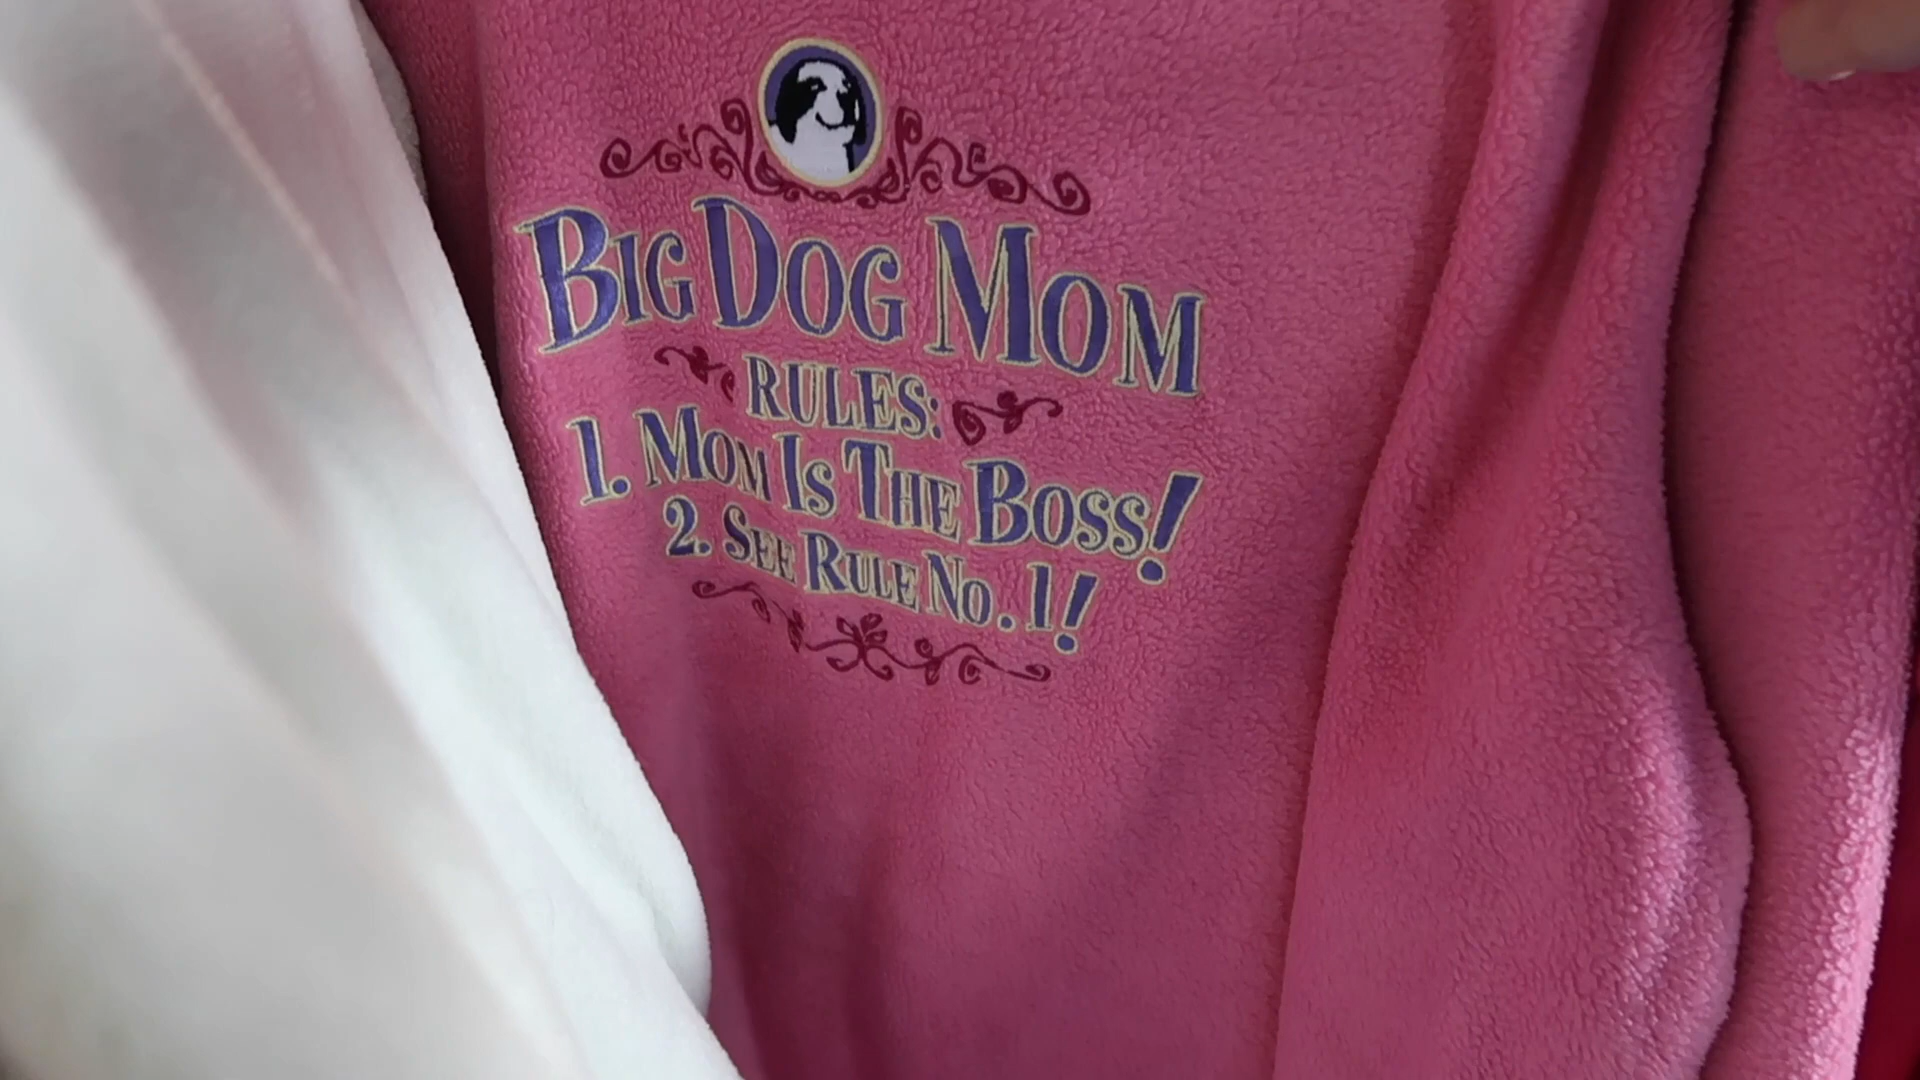 BIG DOG MOM
RULES:
1. MOM IS THE BOSS!
2. SEE RULE NO. 1!